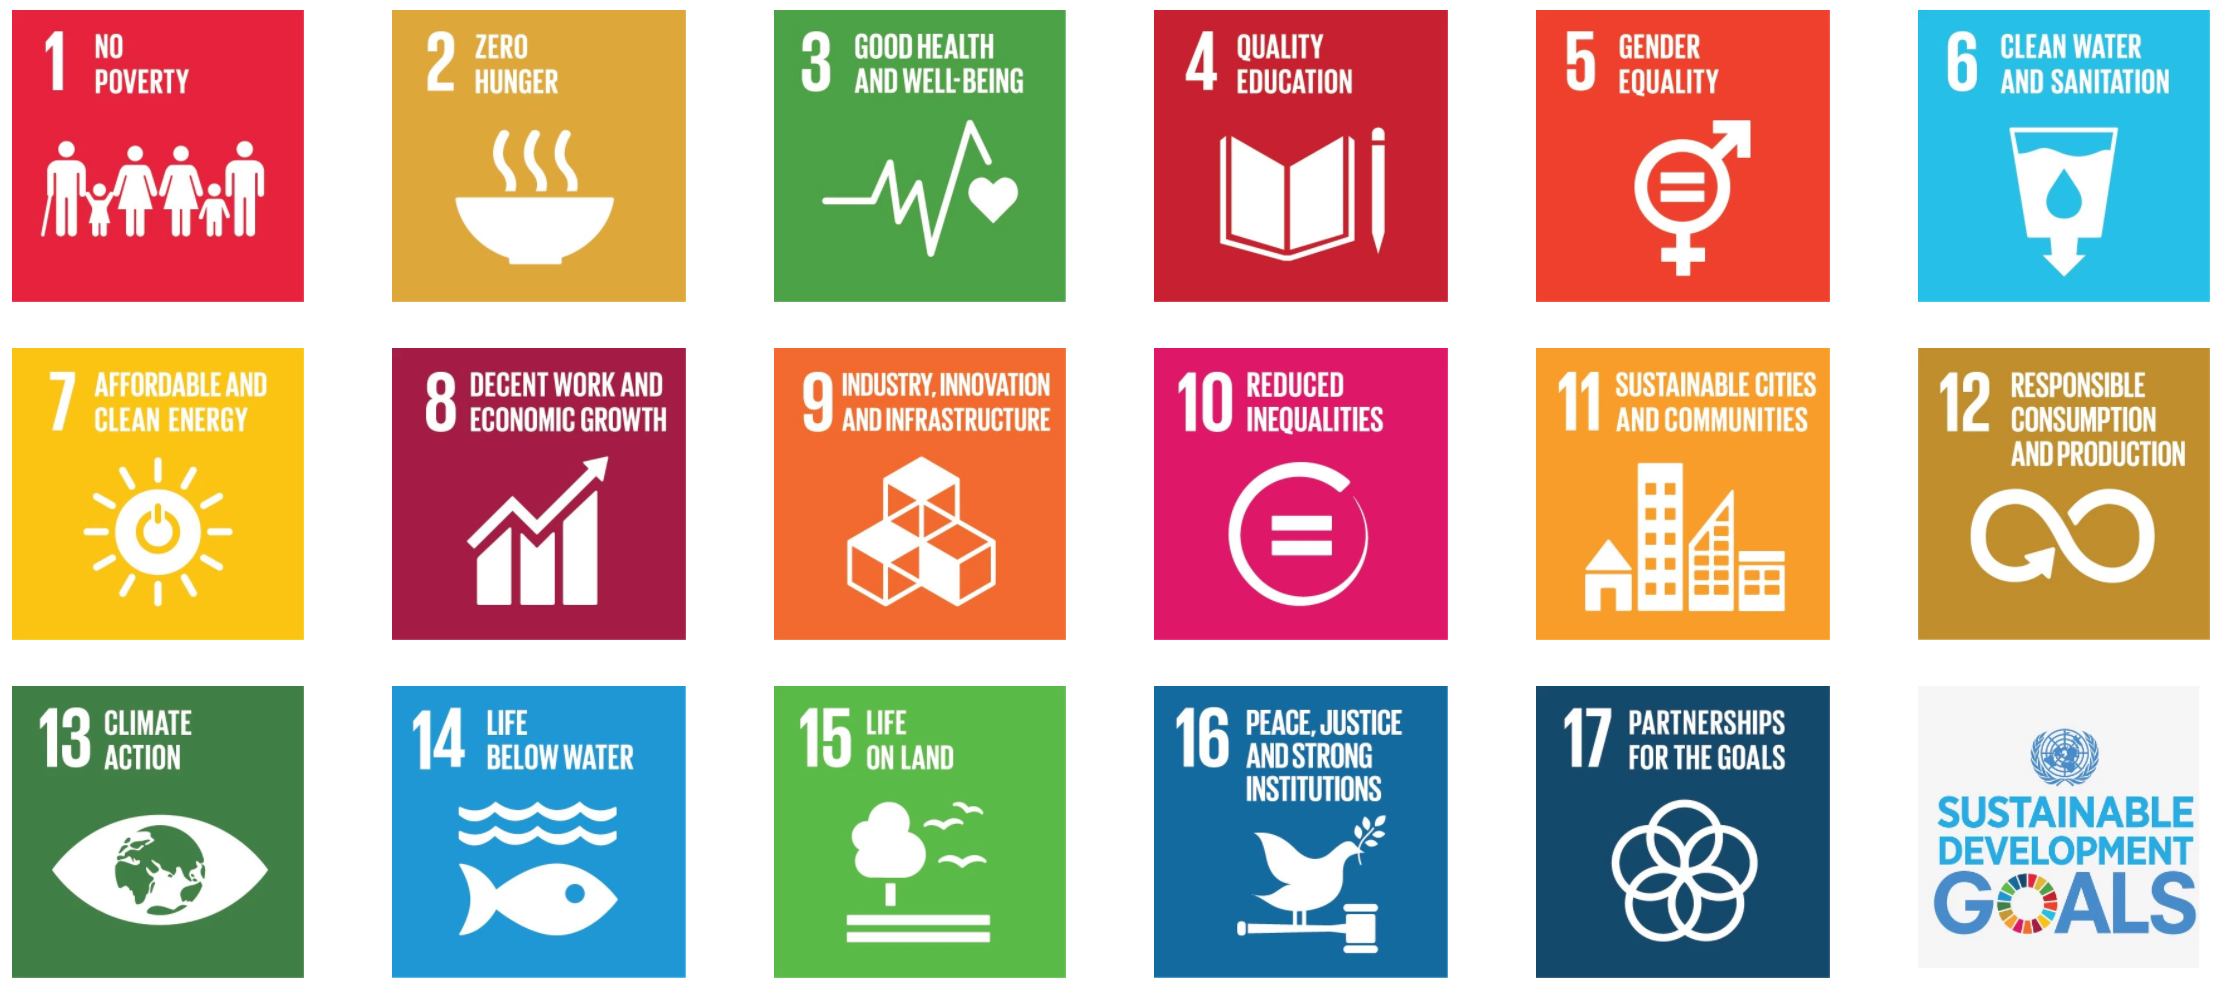 1 NO
POVERTY
2 ZERO
HUNGER
3 GOOD HEALTH
AND WELL-BEING
4 QUALITY
EDUCATION
5 GENDER
EQUALITY
6 CLEAN WATER
AND SANITATION
7 AFFORDABLE AND
CLEAN ENERGY
8 DECENT WORK AND
ECONOMIC GROWTH
9 INDUSTRY, INNOVATION
AND INFRASTRUCTURE
10 REDUCED
INEQUALITIES
11 SUSTAINABLE CITIES
AND COMMUNITIES
12 RESPONSIBLE
CONSUMPTION
AND PRODUCTION
13 CLIMATE
ACTION
14 LIFE
BELOW WATER
15 LIFE
ON LAND
16 PEACE, JUSTICE
AND STRONG
INSTITUTIONS
17 PARTNERSHIPS
FOR THE GOALS
SUSTAINABLE
DEVELOPMENT
GOALS